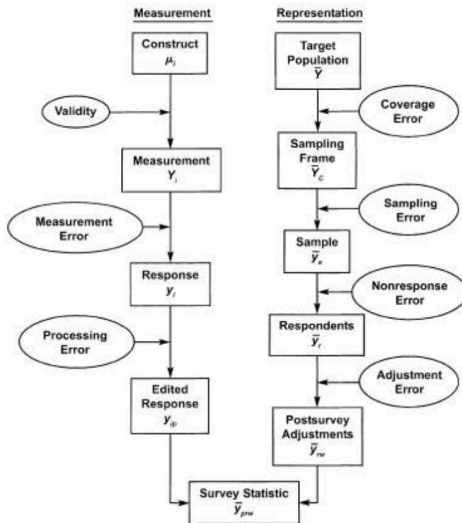 Measurement
Representation
Construct
μᵢ
Target
Population
Ȳ
Validity
Coverage
Error
Measurement
Yᵢ
Sampling
Frame
Ȳ_C
Measurement
Error
Sampling
Error
Sample
ȳₛ
Response
yᵢ
Nonresponse
Error
Processing
Error
Respondents
ȳᵣ
Adjustment
Error
Edited
Response
yᵢₚ
Postsurvey
Adjustments
ȳᵣw
Survey Statistic
ȳₚᵣw